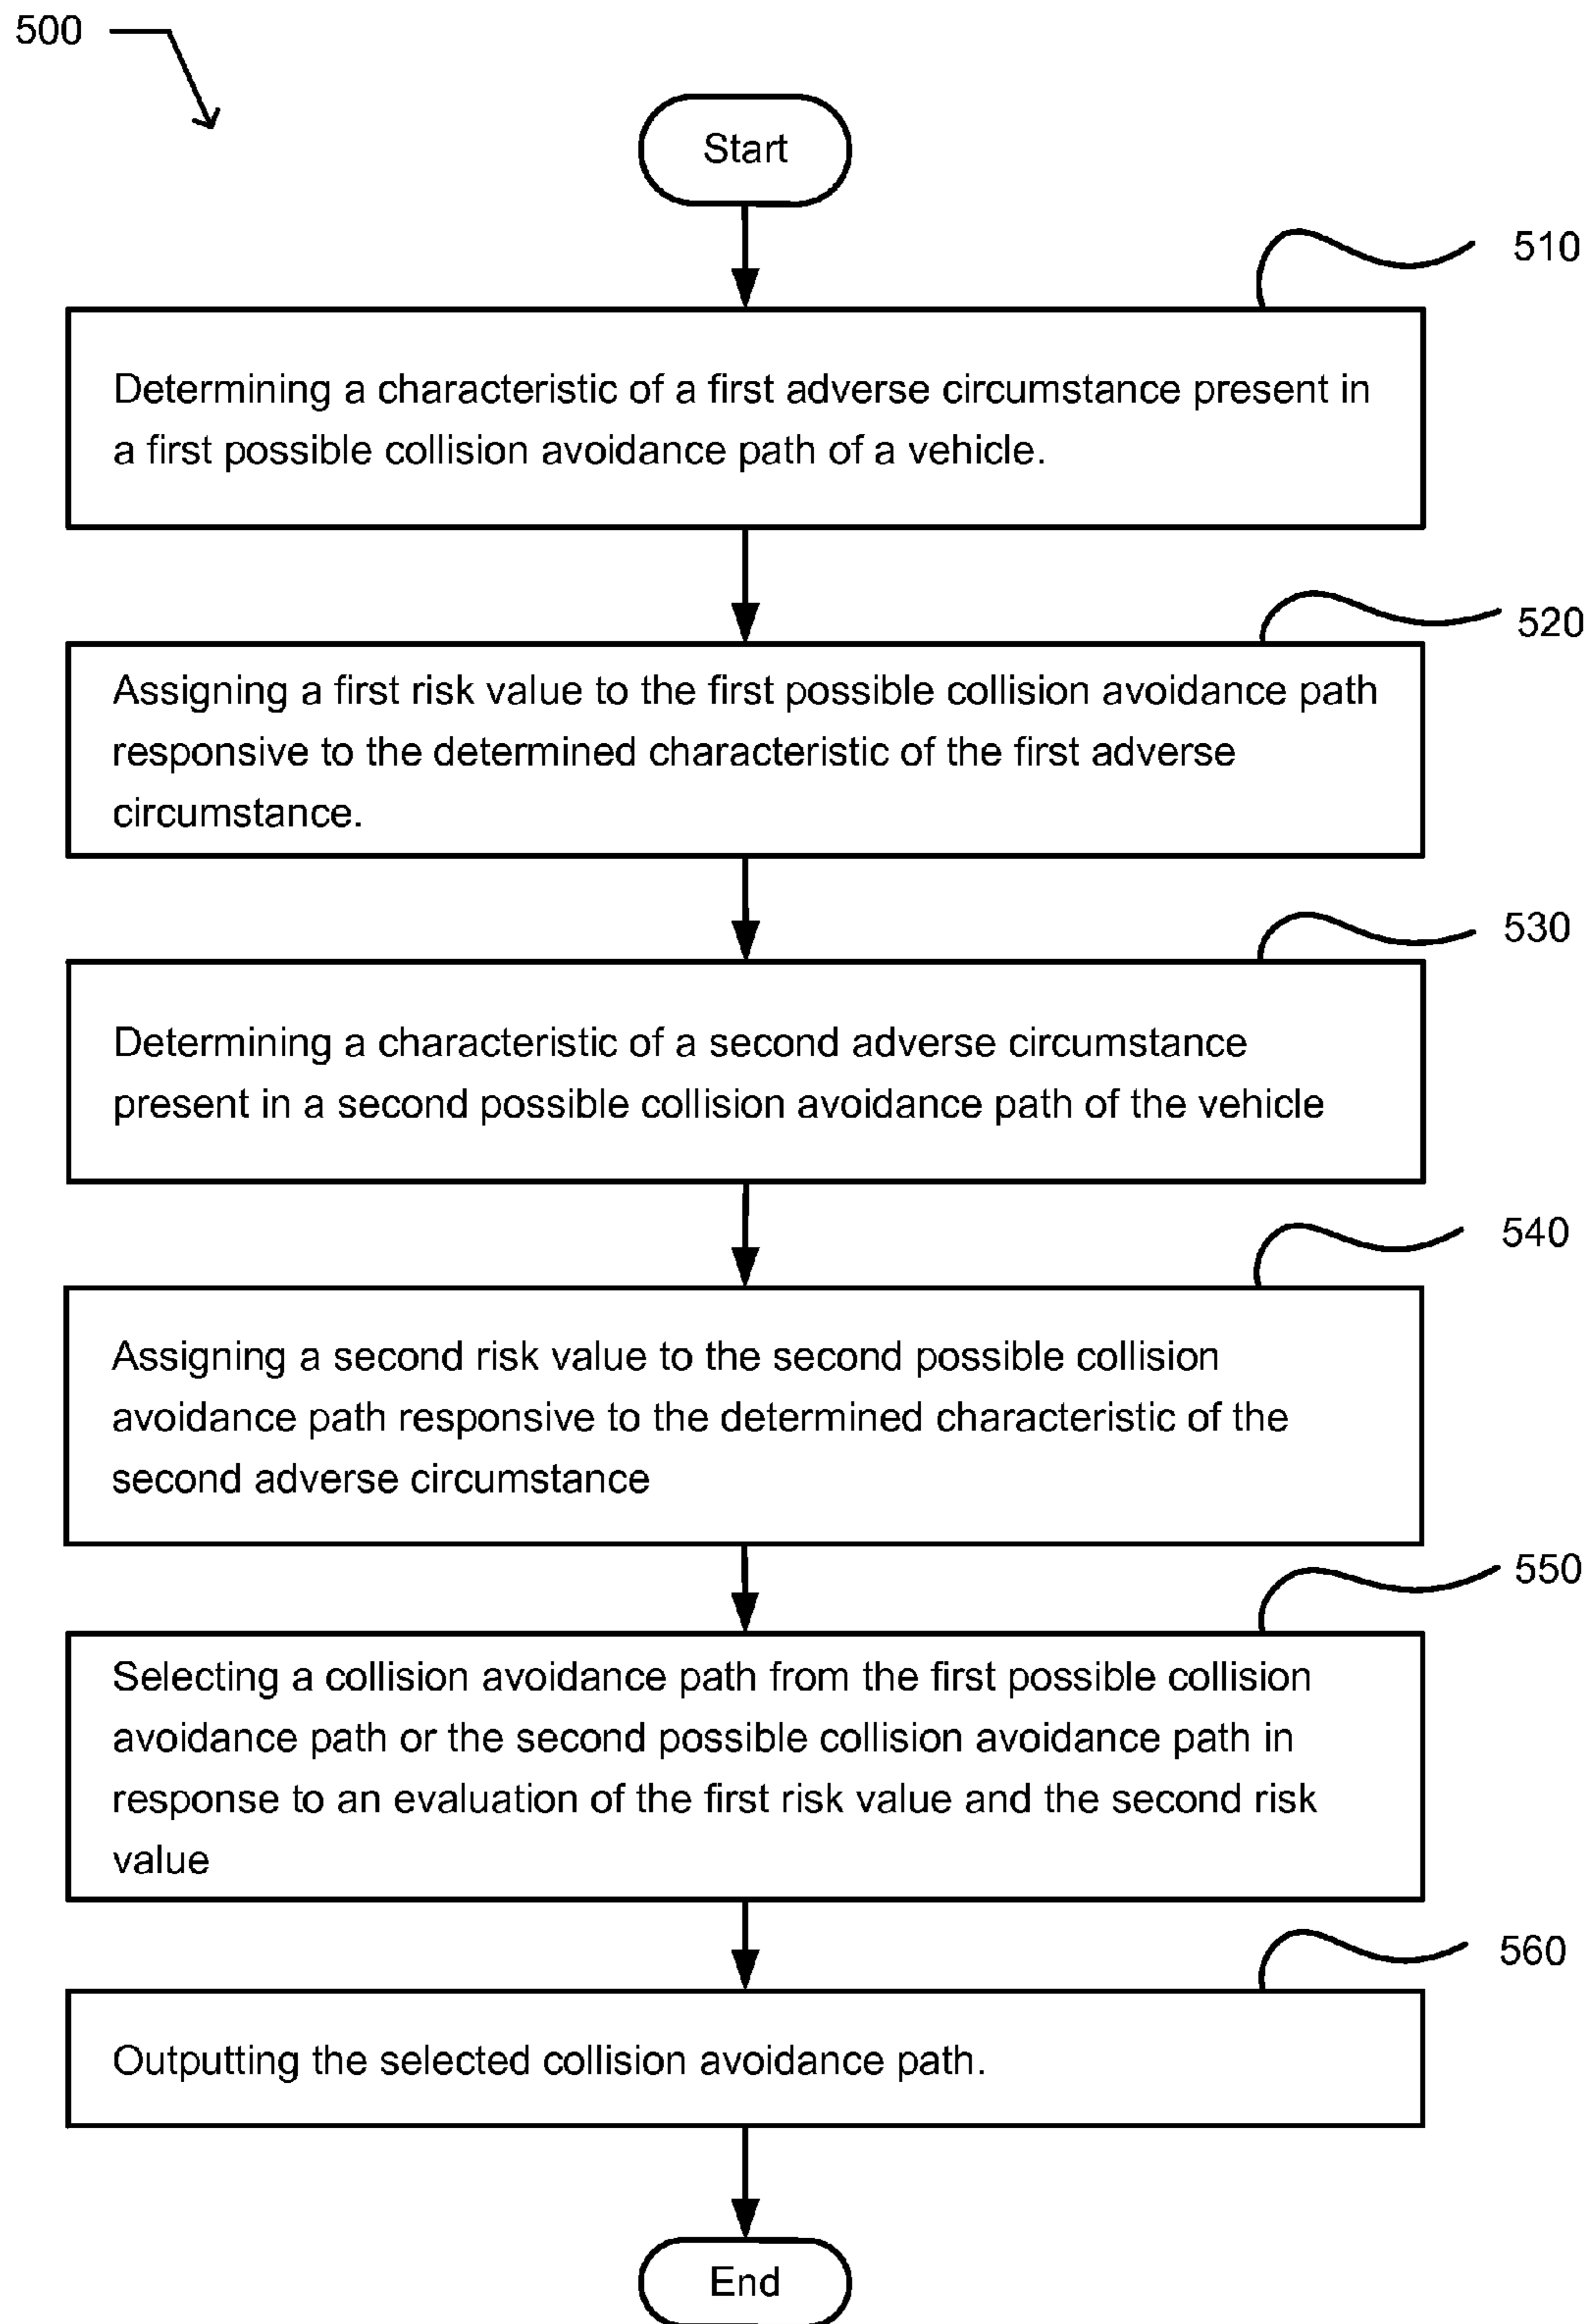 500
Start
510
Determining a characteristic of a first adverse circumstance present in
a first possible collision avoidance path of a vehicle.
520
Assigning a first risk value to the first possible collision avoidance path
responsive to the determined characteristic of the first adverse
circumstance.
530
Determining a characteristic of a second adverse circumstance
present in a second possible collision avoidance path of the vehicle
540
Assigning a second risk value to the second possible collision
avoidance path responsive to the determined characteristic of the
second adverse circumstance
550
Selecting a collision avoidance path from the first possible collision
avoidance path or the second possible collision avoidance path in
response to an evaluation of the first risk value and the second risk
value
560
Outputting the selected collision avoidance path.
End